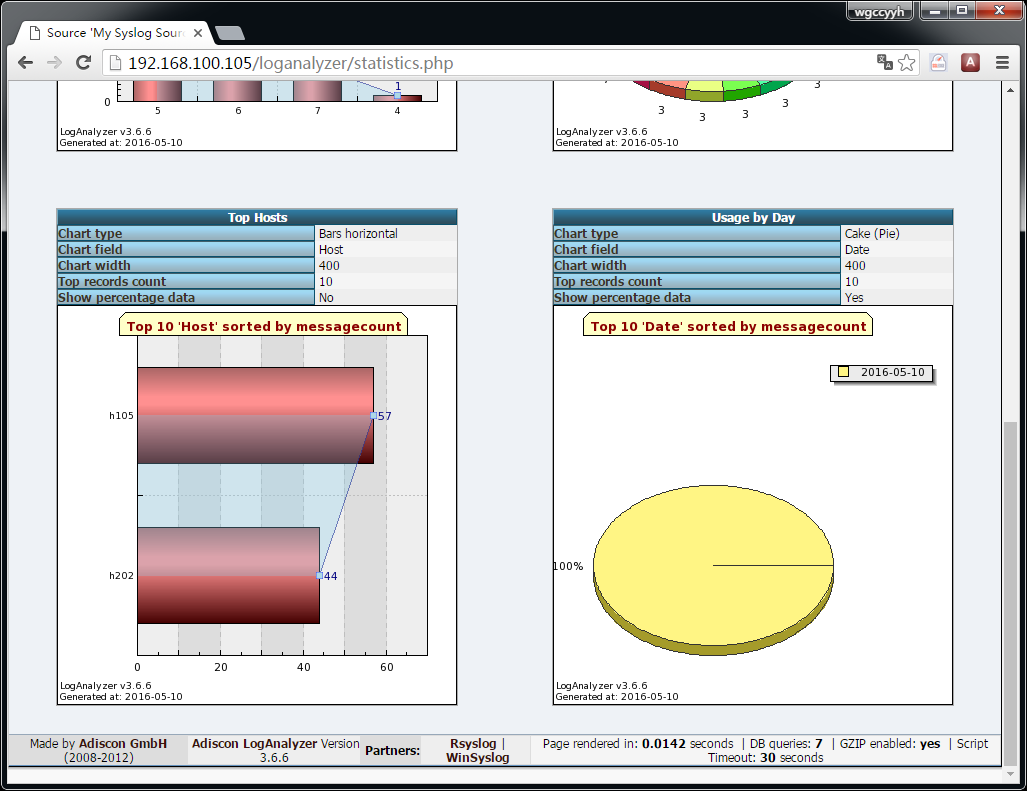 wgccyyh
Source 'My Syslog Sour
192.168.100.105/loganalyzer/statistics.php
A
0
5 6 7 4
1
LogAnalyzer v3.6.6
Generated at: 2016-05-10
3 3 3 3 3
LogAnalyzer v3.6.6
Generated at: 2016-05-10
Top Hosts
Chart type Bars horizontal
Chart field Host
Chart width 400
Top records count 10
Show percentage data No
Top 10 'Host' sorted by messagecount
h105 57
h202 44
0 20 40 60
LogAnalyzer v3.6.6
Generated at: 2016-05-10
Usage by Day
Chart type Cake (Pie)
Chart field Date
Chart width 400
Top records count 10
Show percentage data Yes
Top 10 'Date' sorted by messagecount
2016-05-10
100%
LogAnalyzer v3.6.6
Generated at: 2016-05-10
Made by Adiscon GmbH
(2008-2012)
Adiscon LogAnalyzer Version
3.6.6
Partners:
Rsyslog |
WinSyslog
Page rendered in: 0.0142 seconds | DB queries: 7 | GZIP enabled: yes | Script
Timeout: 30 seconds